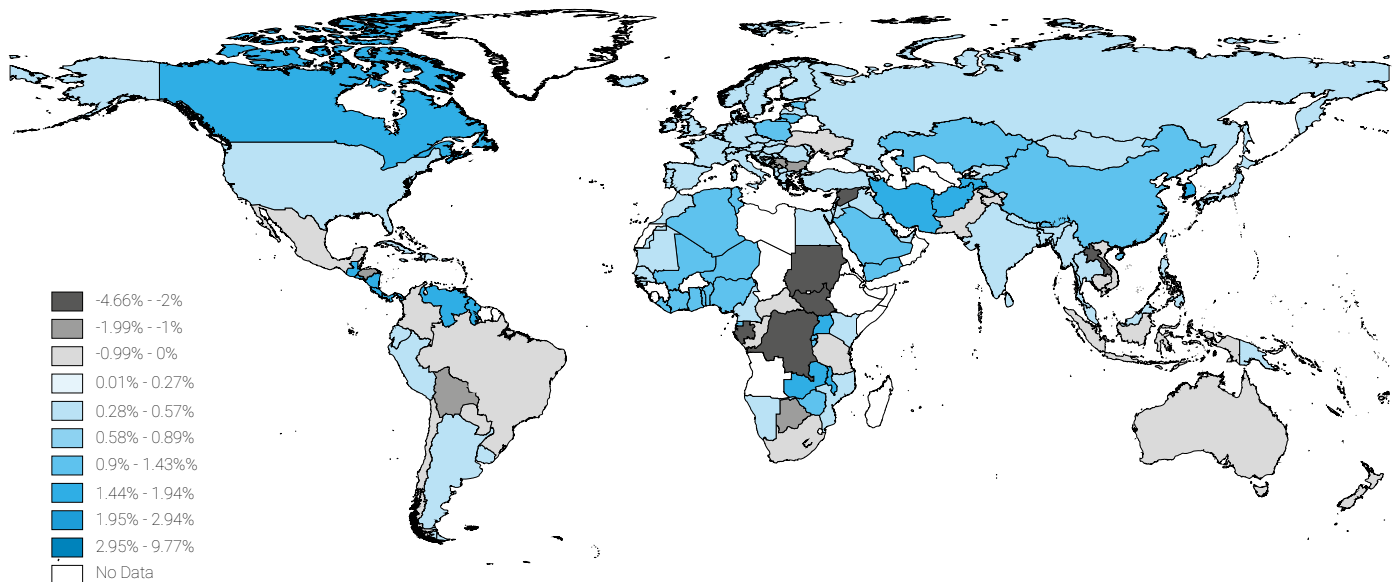 -4.66% - -2%
-1.99% - -1%
-0.99% - 0%
0.01% - 0.27%
0.28% - 0.57%
0.58% - 0.89%
0.9% - 1.43%%
1.44% - 1.94%
1.95% - 2.94%
2.95% - 9.77%
No Data